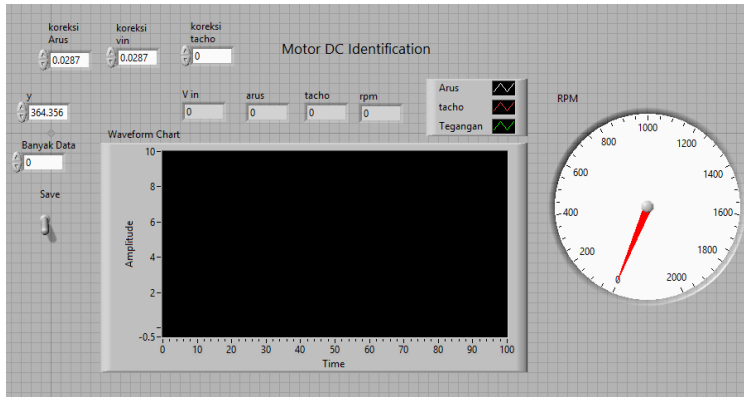 koreksi
Arus
0.0287
koreksi
vin
0.0287
koreksi
tacho
0
Motor DC Identification
y
364.356
V in
0
arus
0
tacho
0
rpm
0
Arus
tacho
Tegangan
RPM
Banyak Data
0
Save
Waveform Chart
Amplitude
10
8
6
4
2
-0.5
0 10 20 30 40 50 60 70 80 90 100
Time
0
200
400
600
800
1000
1200
1400
1600
1800
2000